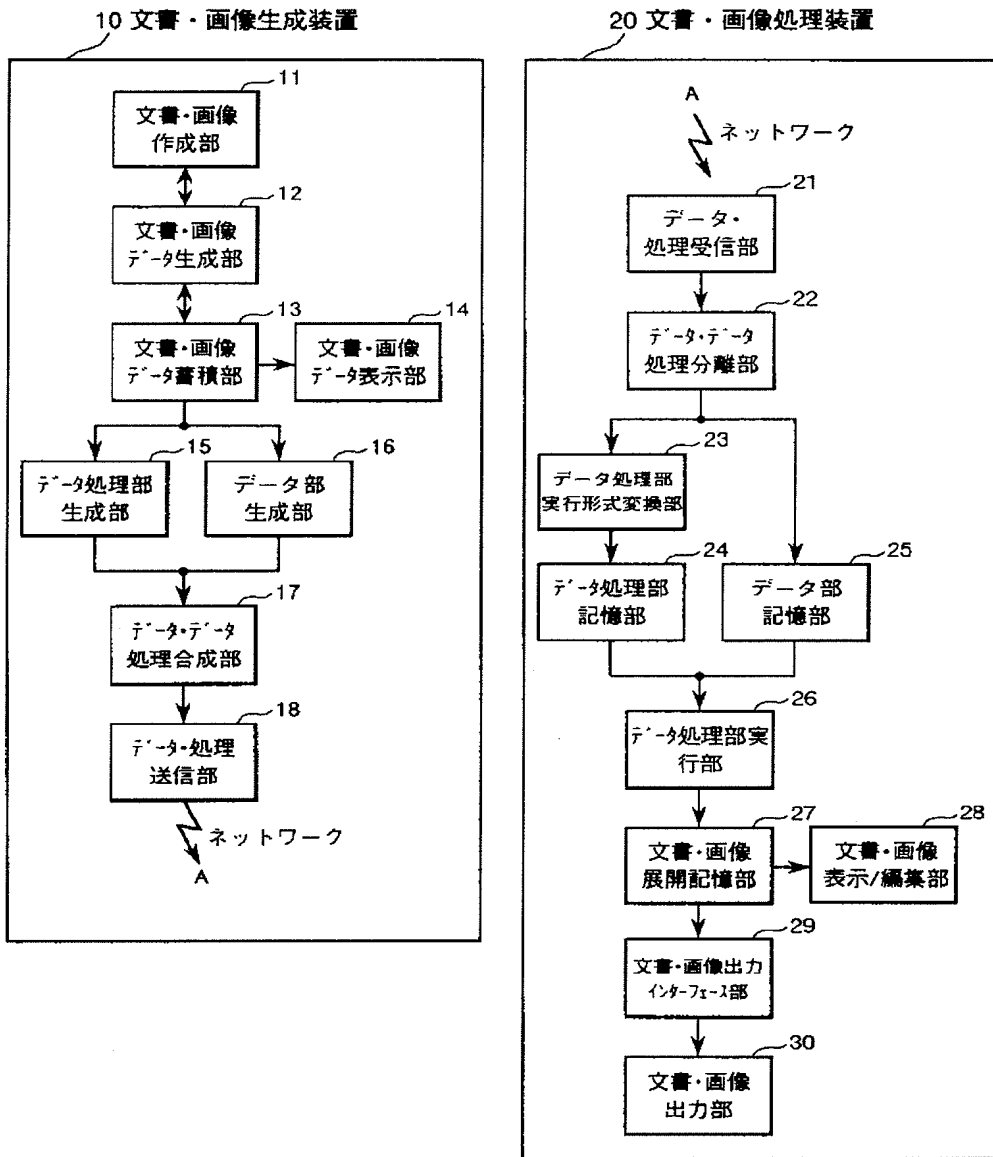 10 文書・画像生成装置
11
文書・画像
作成部
12
文書・画像
データ生成部
13
文書・画像
データ蓄積部
14
文書・画像
データ表示部
15
データ処理部
生成部
16
データ部
生成部
17
データ・データ
処理合成部
18
データ・処理
送信部
ネットワーク
A
20 文書・画像処理装置
A
ネットワーク
21
データ・
処理受信部
22
データ・データ
処理分離部
23
データ処理部
実行形式変換部
24
データ処理部
記憶部
25
データ部
記憶部
26
データ処理部実
行部
27
文書・画像
展開記憶部
28
文書・画像
表示/編集部
29
文書・画像出力
インターフェース部
30
文書・画像
出力部